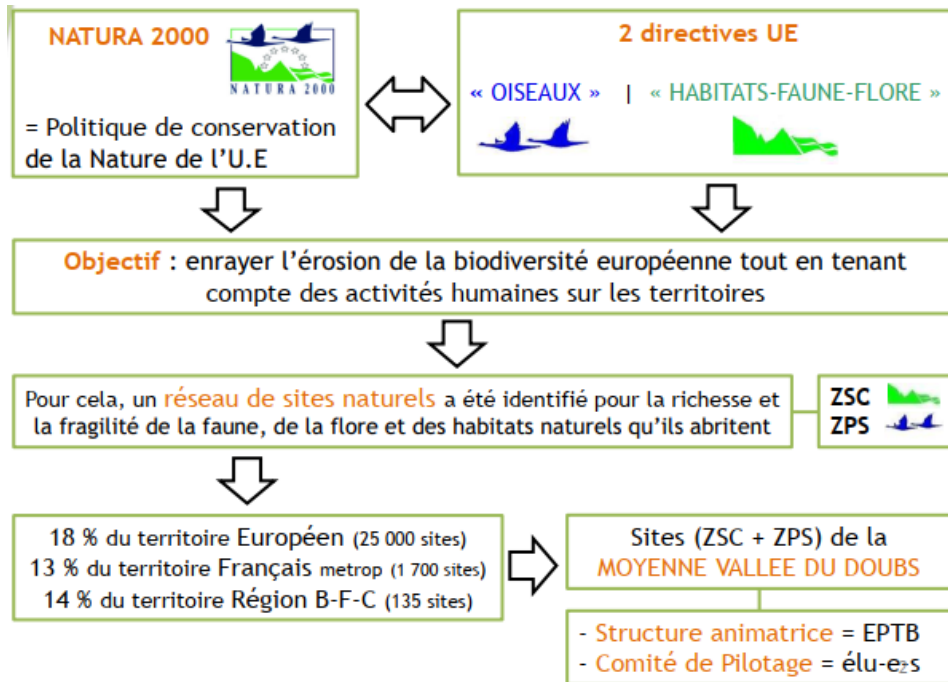 NATURA 2000
NATURA 2000
= Politique de conservation
de la Nature de l’U.E
2 directives UE
« OISEAUX » | « HABITATS-FAUNE-FLORE »
Objectif : enrayer l’érosion de la biodiversité européenne tout en tenant
compte des activités humaines sur les territoires
Pour cela, un réseau de sites naturels a été identifié pour la richesse et
la fragilité de la faune, de la flore et des habitats naturels qu’ils abritent
ZSC
ZPS
18 % du territoire Européen (25 000 sites)
13 % du territoire Français metrop (1 700 sites)
14 % du territoire Région B-F-C (135 sites)
Sites (ZSC + ZPS) de la
MOYENNE VALLEE DU DOUBS
- Structure animatrice = EPTB
- Comité de Pilotage =